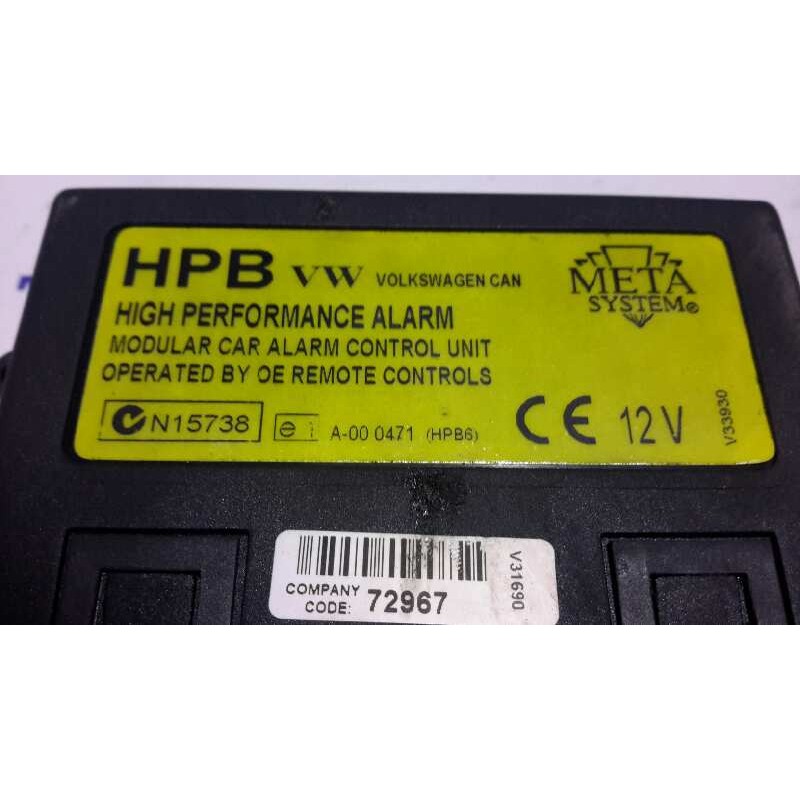 HPB VW VOLKSWAGEN CAN
META
SYSTEM
HIGH PERFORMANCE ALARM
MODULAR CAR ALARM CONTROL UNIT
OPERATED BY OE REMOTE CONTROLS
N15738 e A-00 0471 (HPB6) CE 12V
V33930
COMPANY
CODE: 72967
V31690